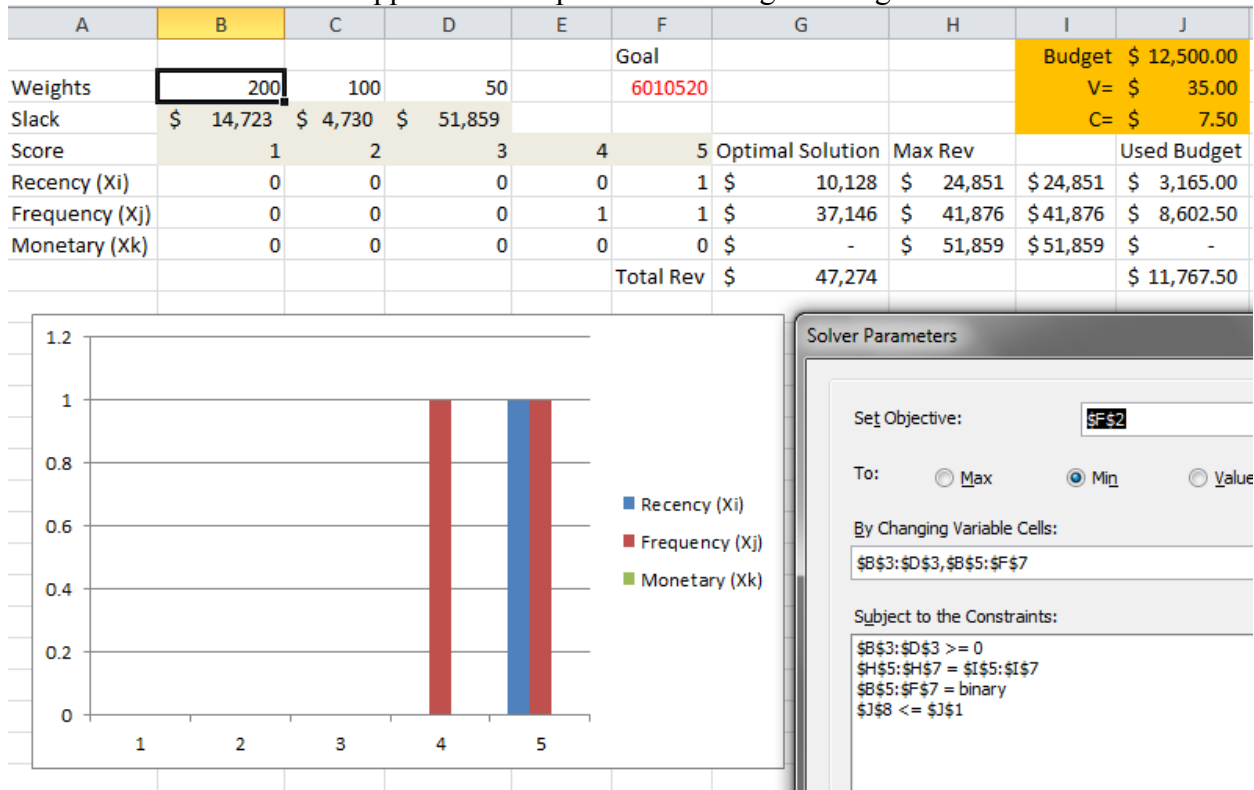 A B C D E F G H I J
Goal Budget $ 12,500.00
Weights 200 100 50 6010520 V= $ 35.00
Slack $ 14,723 $ 4,730 $ 51,859 C= $ 7.50
Score 1 2 3 4 5 Optimal Solution Max Rev Used Budget
Recency (Xi) 0 0 0 0 1 $ 10,128 $ 24,851 $ 24,851 $ 3,165.00
Frequency (Xj) 0 0 0 1 1 $ 37,146 $ 41,876 $ 41,876 $ 8,602.50
Monetary (Xk) 0 0 0 0 0 $ - $ 51,859 $ 51,859 $ -
Total Rev $ 47,274 $ 11,767.50
1.2
1
0.8
0.6
0.4
0.2
0
1 2 3 4 5
Recency (Xi)
Frequency (Xj)
Monetary (Xk)
Solver Parameters
Set Objective: $F$2
To: Max Min Value
By Changing Variable Cells:
$B$3:$D$3,$B$5:$F$7
Subject to the Constraints:
$B$3:$D$3 >= 0
$H$5:$H$7 = $I$5:$I$7
$B$5:$F$7 = binary
$J$8 <= $J$1